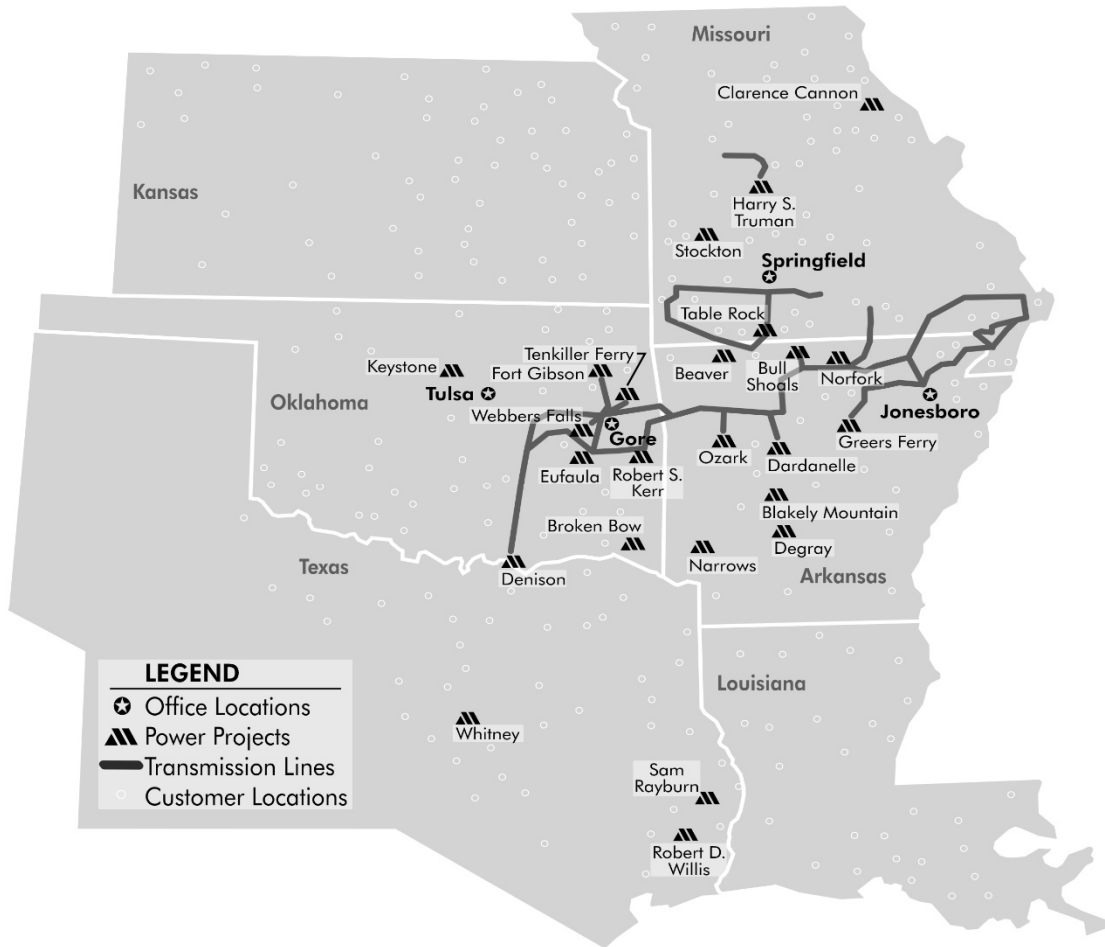 Missouri
Clarence Cannon
Kansas
Harry S.
Truman
Stockton
Springfield
Table Rock
Tenkiller Ferry
Fort Gibson
Keystone
Beaver
Bull
Shoals
Norfork
Tulsa
Oklahoma
Webbers Falls
Gore
Jonesboro
Greers Ferry
Ozark
Dardanelle
Eufaula
Robert S.
Kerr
Blakely Mountain
Broken Bow
Degray
Narrows
Texas
Denison
Arkansas
LEGEND
Office Locations
Power Projects
Transmission Lines
Customer Locations
Louisiana
Whitney
Sam
Rayburn
Robert D.
Willis